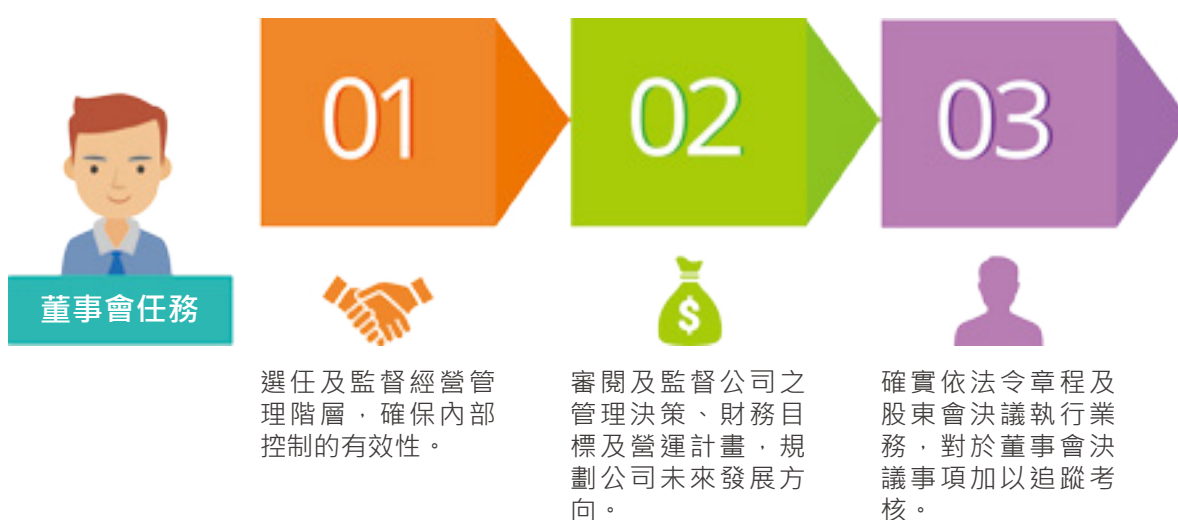 01
02
03
董事會任務
$
選任及監督經營管
理階層，確保內部
控制的有效性。
審閱及監督公司之
管理決策、財務目
標及營運計畫，規
劃公司未來發展方
向。
確實依法令章程及
股東會決議執行業
務，對於董事會決
議事項加以追蹤考
核。